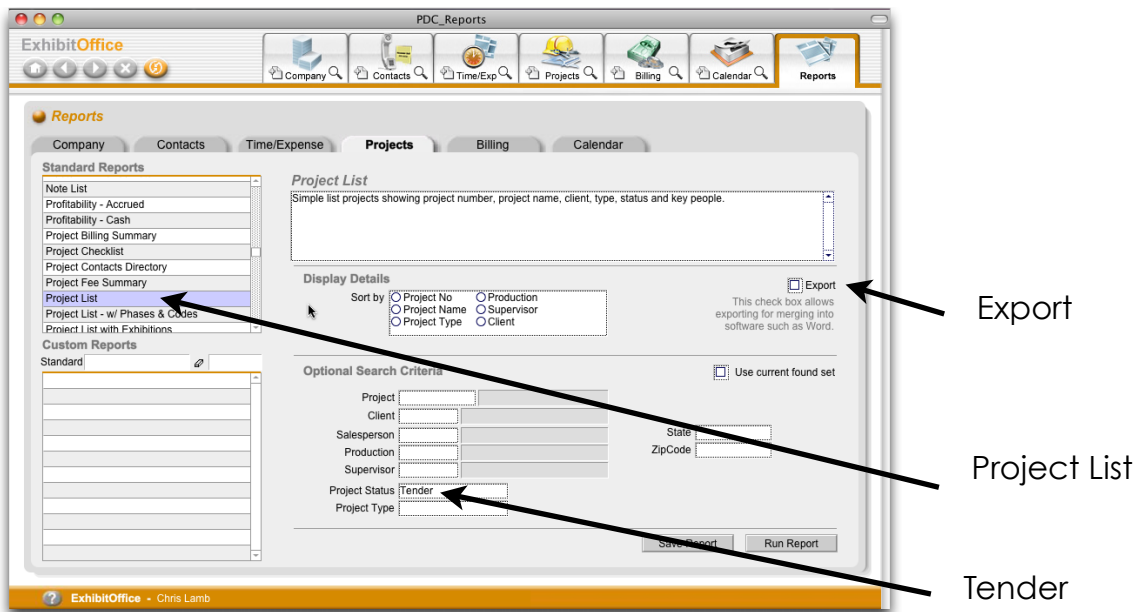 PDC_Reports
ExhibitOffice
Company
Contacts
Time/Exp
Projects
Billing
Calendar
Reports
Reports
Company
Contacts
Time/Expense
Projects
Billing
Calendar
Standard Reports
Note List
Profitability - Accrued
Profitability - Cash
Project Billing Summary
Project Checklist
Project Contacts Directory
Project Fee Summary
Project List
Project List - w/ Phases & Codes
Project List with Exhibitions
Custom Reports
Standard
Project List
Simple list projects showing project number, project name, client, type, status and key people.
Display Details
Sort by
Project No
Production
Project Name
Supervisor
Project Type
Client
Export
This check box allows
exporting for merging into
software such as Word.
Optional Search Criteria
Use current found set
Project
Client
Salesperson
State
Production
ZipCode
Supervisor
Project Status Tender
Project Type
Save Report
Run Report
ExhibitOffice - Chris Lamb
Export
Project List
Tender